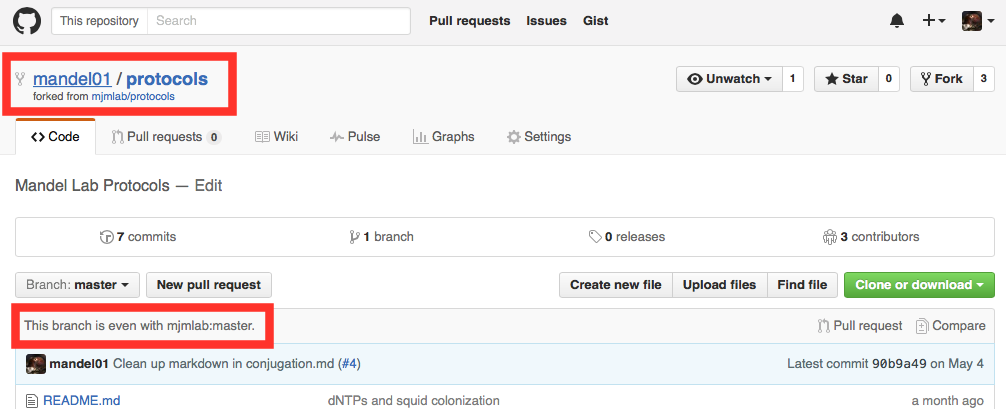 This repository Search Pull requests Issues Gist
mandel01 / protocols
forked from mjmlab/protocols
Unwatch 1 Star 0 Fork 3
Code Pull requests 0 Wiki Pulse Graphs Settings
Mandel Lab Protocols — Edit
7 commits 1 branch 0 releases 3 contributors
Branch: master New pull request Create new file Upload files Find file Clone or download
This branch is even with mjmlab:master. Pull request Compare
mandel01 Clean up markdown in conjugation.md (#4) Latest commit 90b9a49 on May 4
README.md dNTPs and squid colonization a month ago